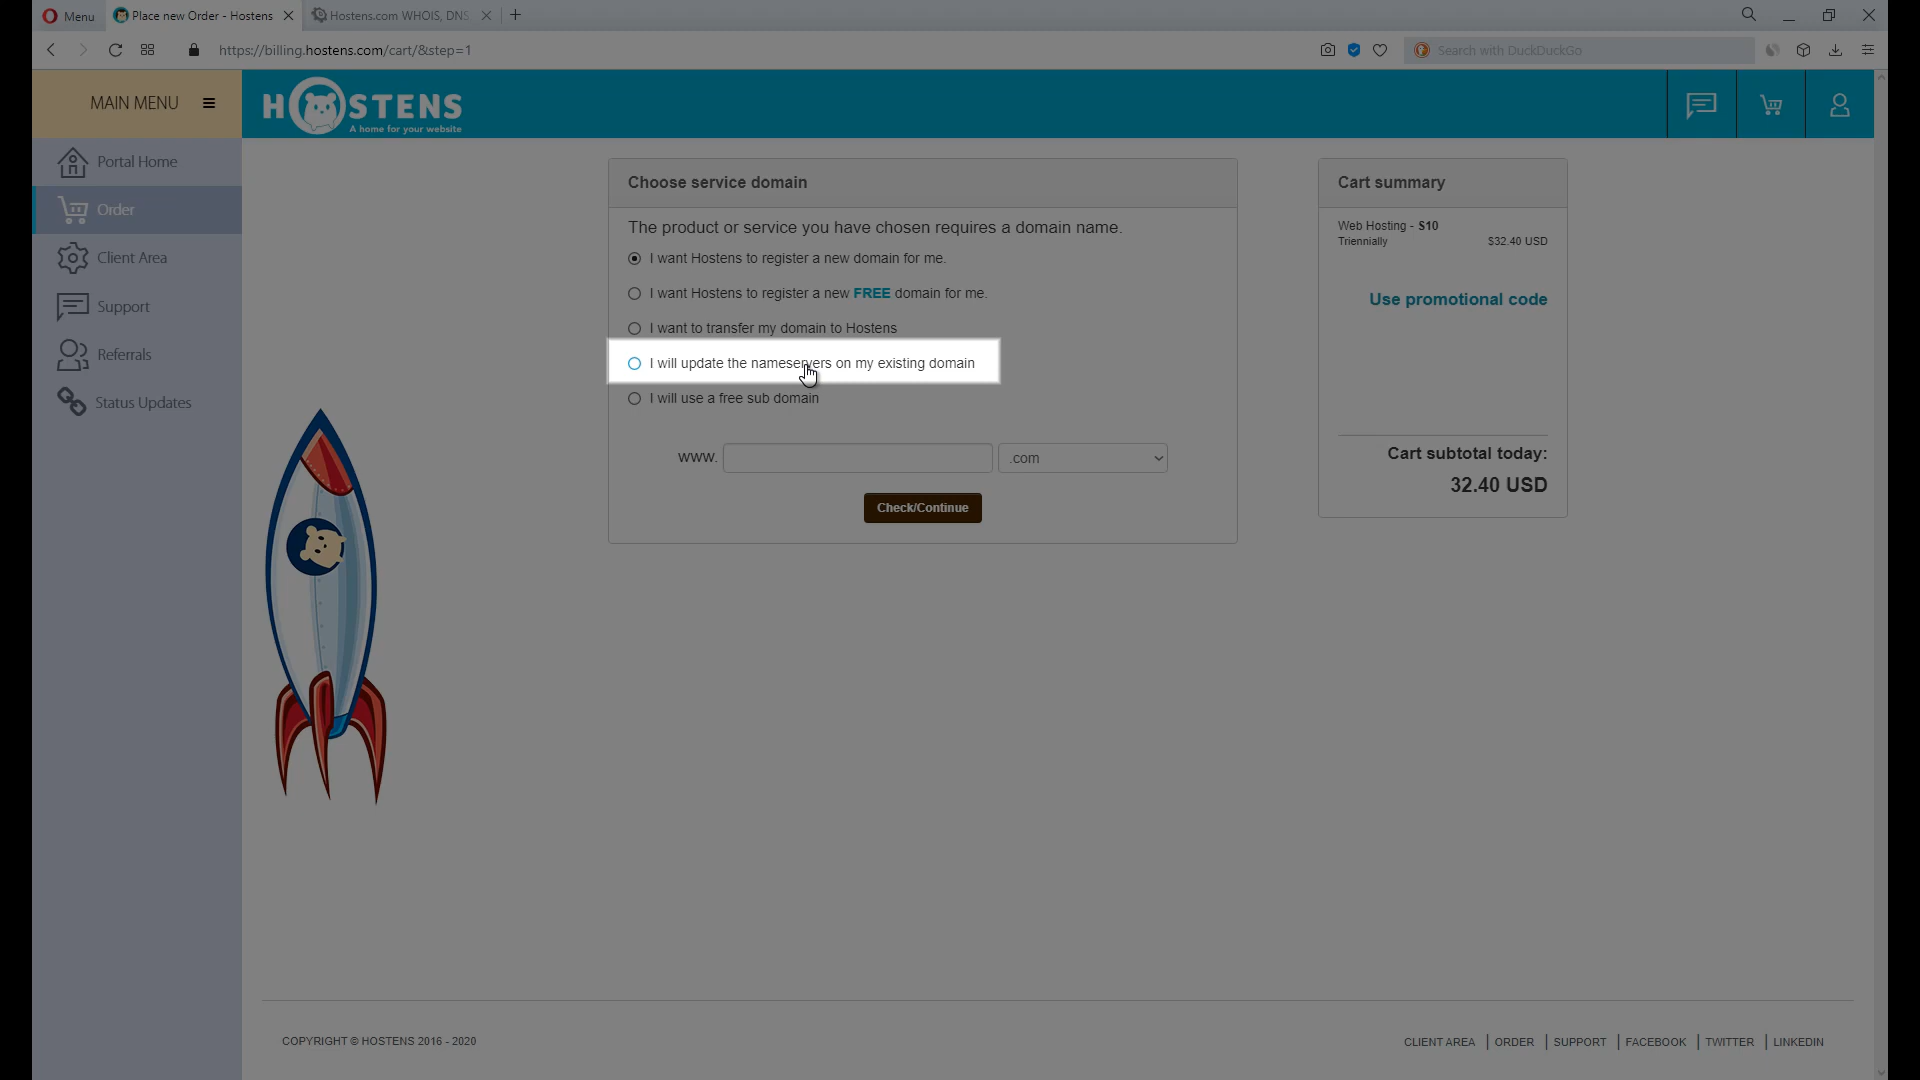 Menu
Place new Order - Hostens
Hostens.com WHOIS, DNS
https://billing.hostens.com/cart/&step=1
Search with DuckDuckGo
MAIN MENU
HOSTENS
A home for your website
Portal Home
Order
Client Area
Support
Referrals
Status Updates
Choose service domain
The product or service you have chosen requires a domain name.
I want Hostens to register a new domain for me.
I want Hostens to register a new FREE domain for me.
I want to transfer my domain to Hostens
I will update the nameservers on my existing domain
I will use a free sub domain
www.
.com
Check/Continue
Cart summary
Web Hosting - S10
Triennially
$32.40 USD
Use promotional code
Cart subtotal today:
32.40 USD
COPYRIGHT © HOSTENS 2016 - 2020
CLIENT AREA | ORDER | SUPPORT | FACEBOOK | TWITTER | LINKEDIN